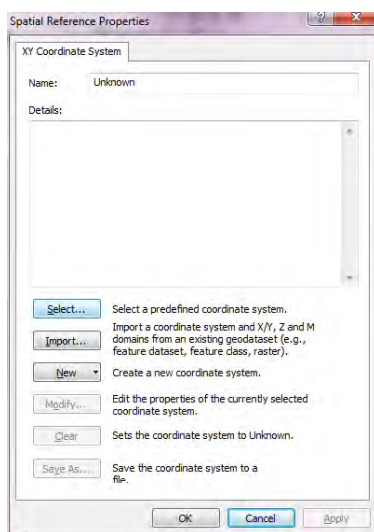 Spatial Reference Properties
XY Coordinate System
Name: Unknown
Details:
Select... Select a predefined coordinate system.
Import... Import a coordinate system and X/Y, Z and M
domains from an existing geodataset (e.g.,
feature dataset, feature class, raster).
New Create a new coordinate system.
Modify... Edit the properties of the currently selected
coordinate system.
Clear Sets the coordinate system to Unknown.
Save As... Save the coordinate system to a
file.
OK Cancel Apply